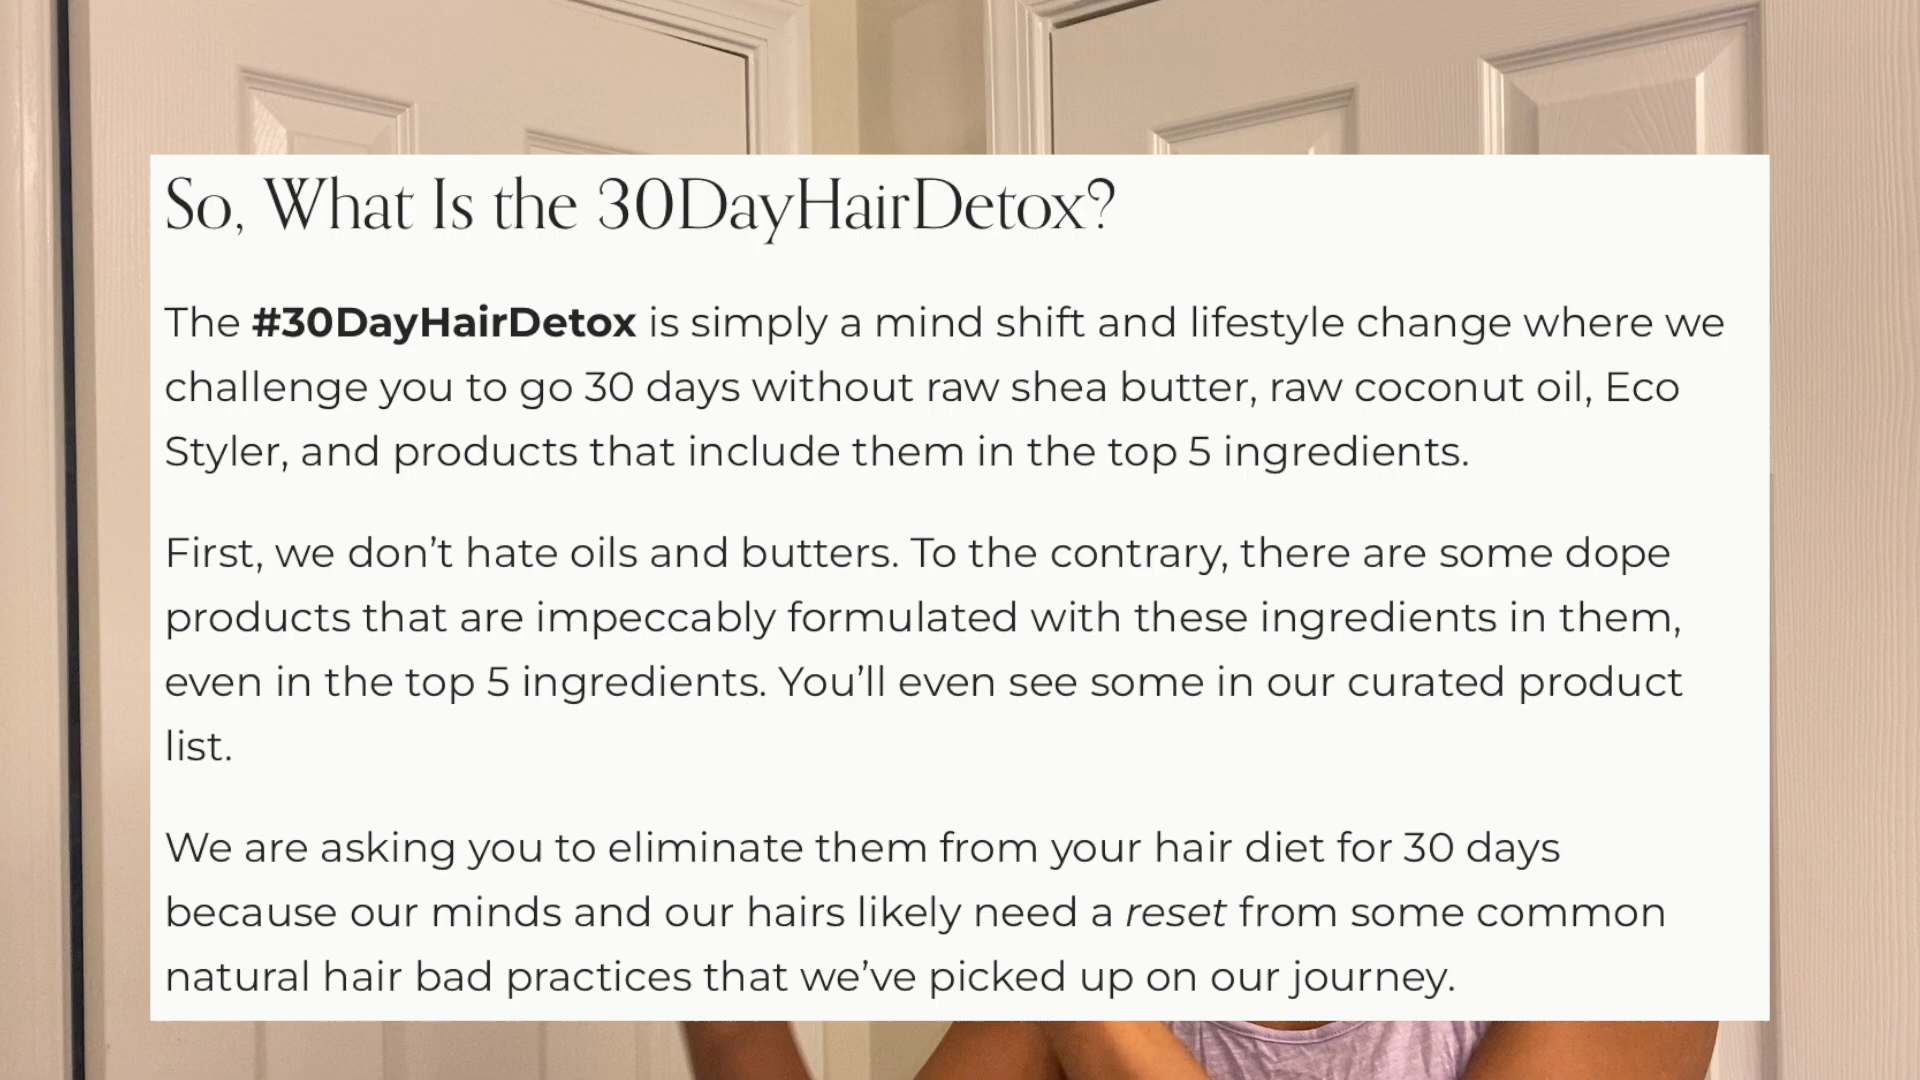 So, What Is the 30DayHairDetox?
The #30DayHairDetox is simply a mind shift and lifestyle change where we
challenge you to go 30 days without raw shea butter, raw coconut oil, Eco
Styler, and products that include them in the top 5 ingredients.
First, we don’t hate oils and butters. To the contrary, there are some dope
products that are impeccably formulated with these ingredients in them,
even in the top 5 ingredients. You’ll even see some in our curated product
list.
We are asking you to eliminate them from your hair diet for 30 days
because our minds and our hairs likely need a reset from some common
natural hair bad practices that we’ve picked up on our journey.